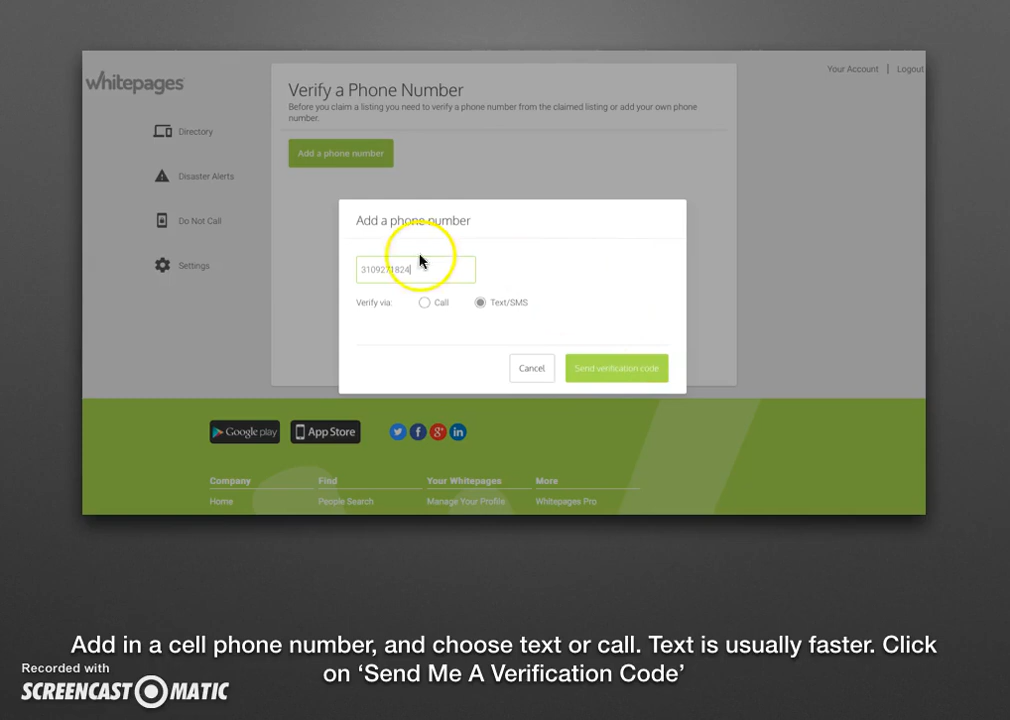 whitepages
Your Account | Logout
Verify a Phone Number
Before you claim a listing you need to verify a phone number from the claimed listing or add your own phone
number.
Directory
Add a phone number
Disaster Alerts
Do Not Call
Settings
Add a phone number
3109271824
Verify via: Call Text/SMS
Cancel Send verification code
Google play App Store
Company Find Your Whitepages More
Home People Search Manage Your Profile Whitepages Pro
Add in a cell phone number, and choose text or call. Text is usually faster. Click
on ‘Send Me A Verification Code’
Recorded with
SCREENCAST MATIC